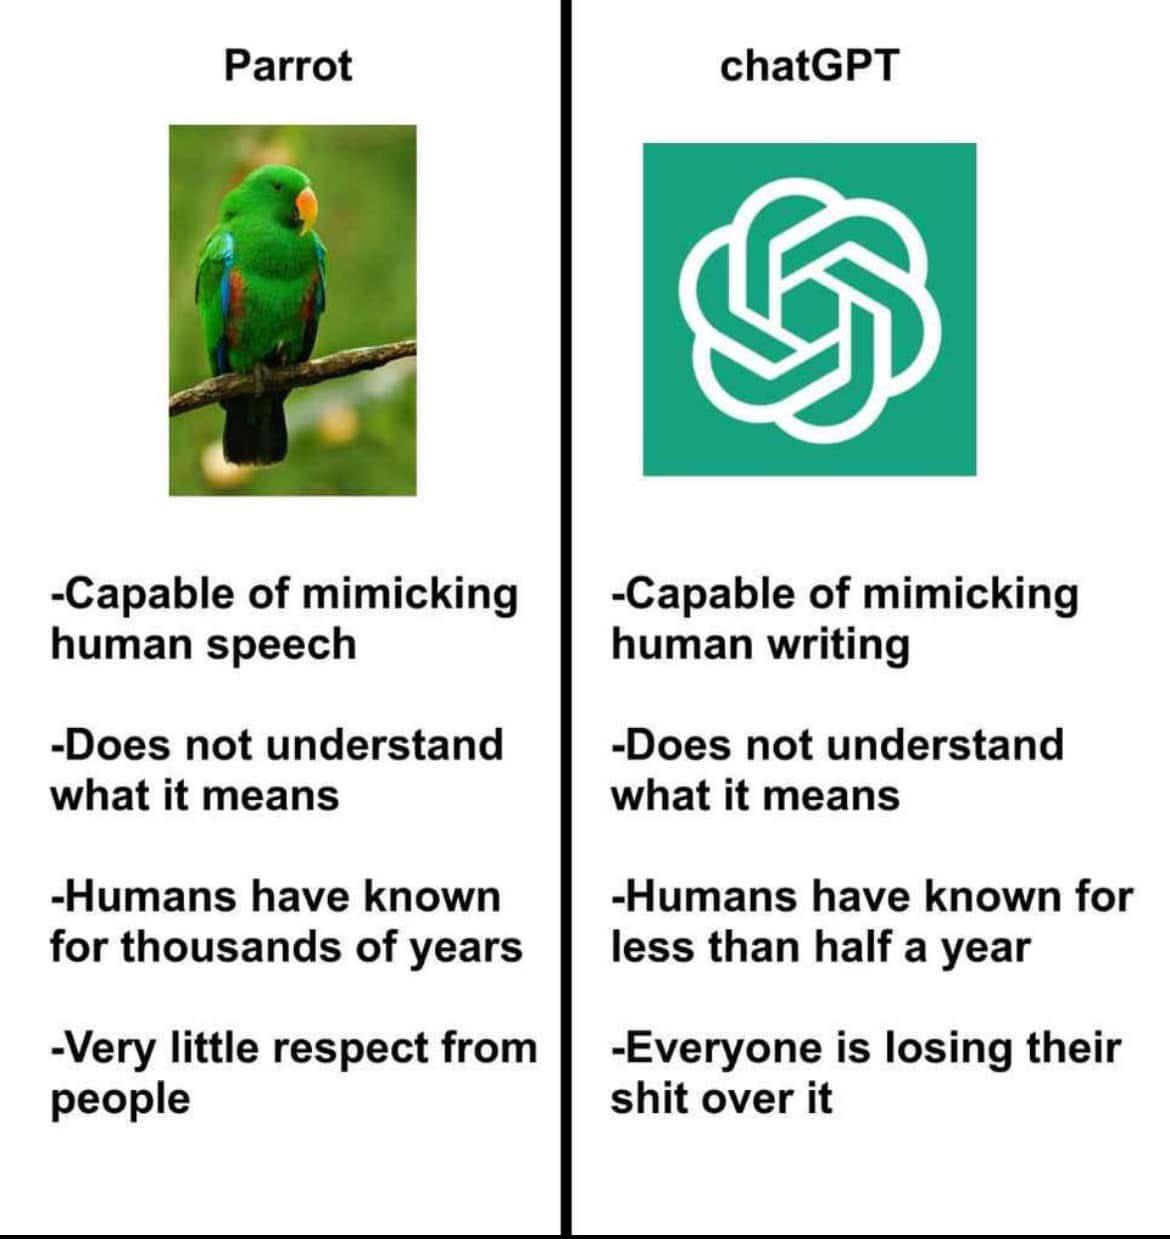 Parrot
-Capable of mimicking
human speech
-Does not understand
what it means
-Humans have known
for thousands of years
-Very little respect from
people
chatGPT
-Capable of mimicking
human writing
-Does not understand
what it means
-Humans have known for
less than half a year
-Everyone is losing their
shit over it